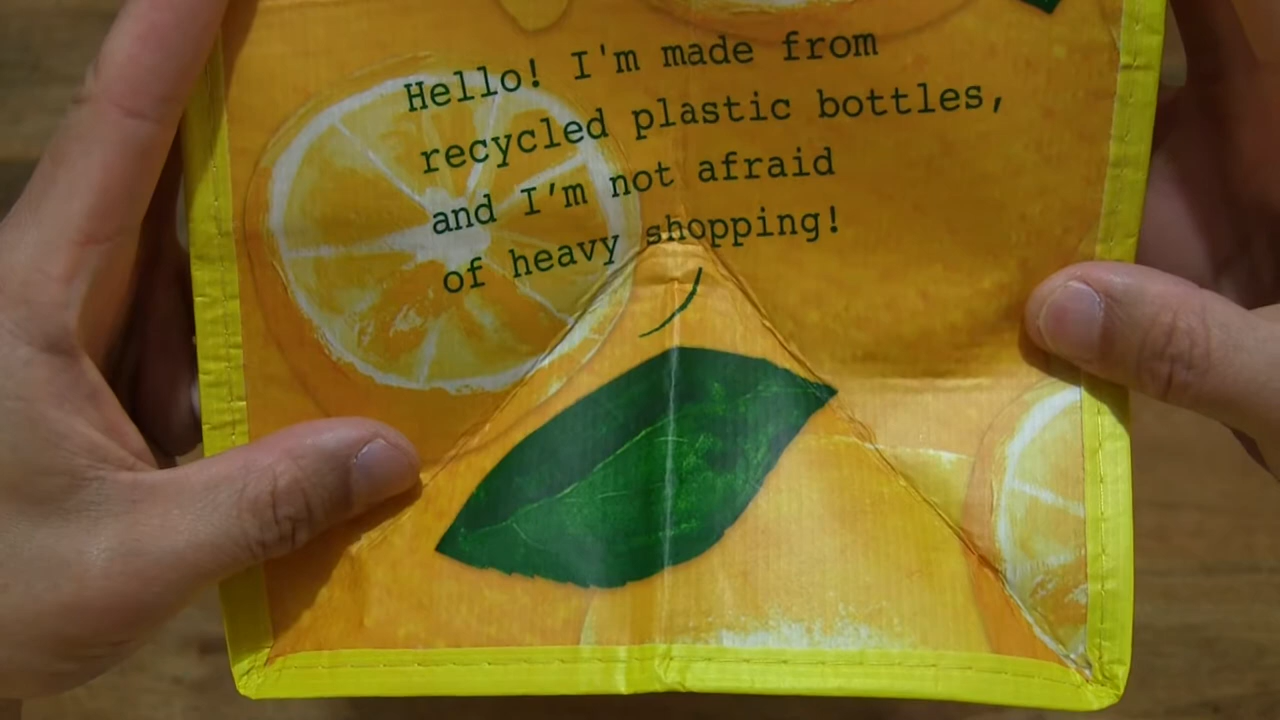 Hello! I'm made from
recycled plastic bottles,
and I’m not afraid
of heavy shopping!